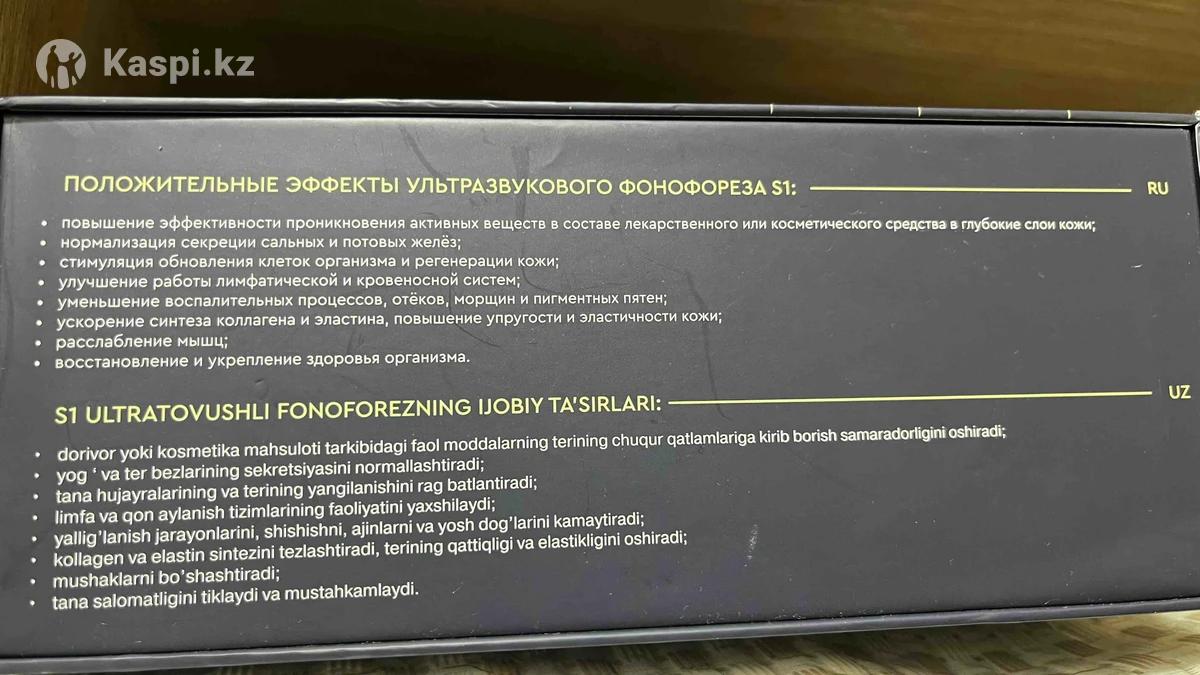 Kaspi.kz
ПОЛОЖИТЕЛЬНЫЕ ЭФФЕКТЫ УЛЬТРАЗВУКОВОГО ФОНОФОРЕЗА S1: RU
• повышение эффективности проникновения активных веществ в составе лекарственного или косметического средства в глубокие слои кожи;
• нормализация секреции сальных и потовых желёз;
• стимуляция обновления клеток организма и регенерации кожи;
• улучшение работы лимфатической и кровеносной систем;
• уменьшение воспалительных процессов, отёков, морщин и пигментных пятен;
• ускорение синтеза коллагена и эластина, повышение упругости и эластичности кожи;
• расслабление мышц;
• восстановление и укрепление здоровья организма.
S1 ULTRATOVUSHLI FONOFOREZNING IJOBIY TA'SIRLARI: UZ
• dorivor yoki kosmetika mahsuloti tarkibidagi faol moddalarning terining chuqur qatlamlariga kirib borish samaradorligini oshiradi;
• yog ‘ va ter bezlarining sekretsiyasini normallashtiradi;
• tana hujayralarining va terining yangilanishini rag batlantiradi;
• limfa va qon aylanish tizimlarining faoliyatini yaxshilaydi;
• yallig’lanish jarayonlarini, shishishni, ajinlarni va yosh dog’larini kamaytiradi;
• kollagen va elastin sintezini tezlashtiradi, terining qattiqligi va elastikligini oshiradi;
• mushaklarni bo’shashtiradi;
• tana salomatligini tiklaydi va mustahkamlaydi.